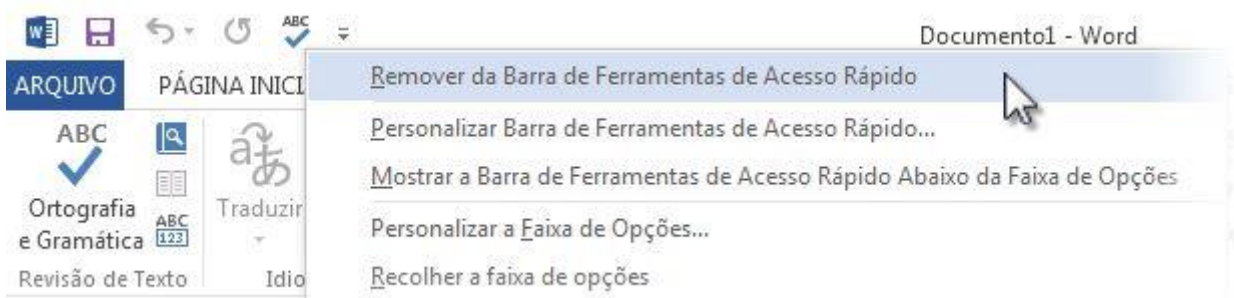 W ABC
Documento1 - Word
ARQUIVO PÁGINA INICI
Remover da Barra de Ferramentas de Acesso Rápido
Personalizar Barra de Ferramentas de Acesso Rápido...
Mostrar a Barra de Ferramentas de Acesso Rápido Abaixo da Faixa de Opções
Personalizar a Faixa de Opções...
Recolher a faixa de opções
ABC
Ortografia
e Gramática
ABC
123
Traduzir
Revisão de Texto
Idio